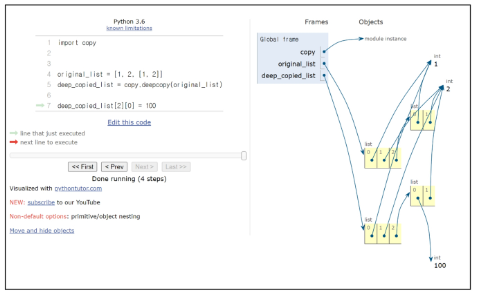 Python 3.6
known limitations
1 import copy
2
3
4 original_list = [1, 2, [1, 2]]
5 deep_copied_list = copy.deepcopy(original_list)
6
7 deep_copied_list[2][0] = 100
Edit this code
line that just executed
next line to execute
<< First
< Prev
Next >
Last >>
Done running (4 steps)
Visualized with pythontutor.com
NEW: subscribe to our YouTube
Non-default options: primitive/object nesting
Move and hide objects
Frames
Objects
Global frame
copy
original_list
deep_copied_list
module instance
int
1
int
2
list
0 1
list
0 1 2
list
0 1
list
0 1 2
int
100